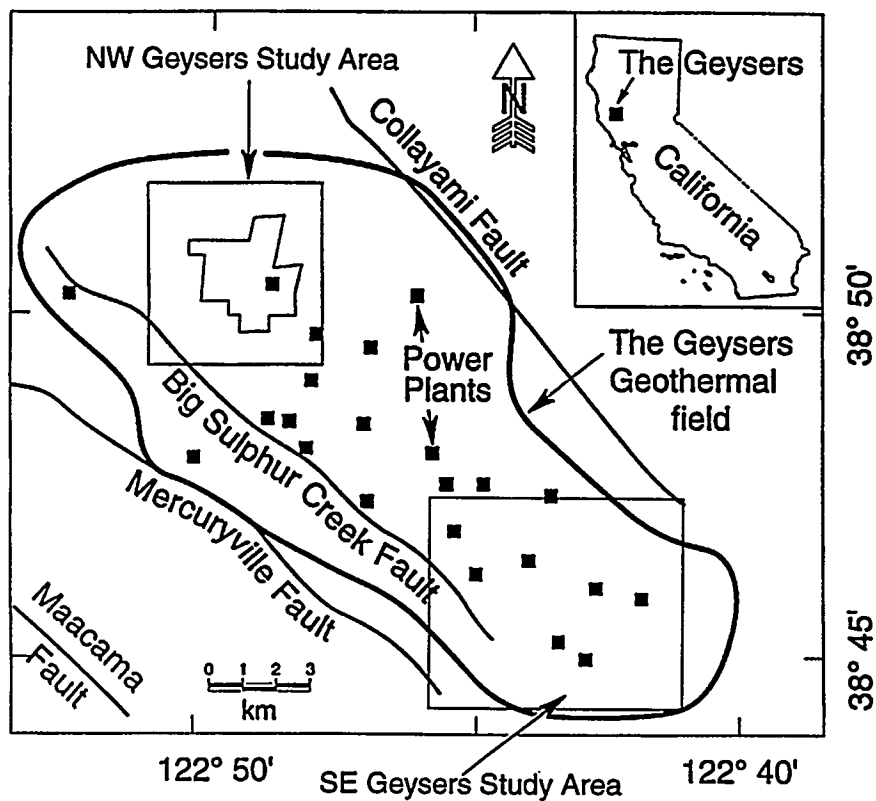 NW Geysers Study Area
N
The Geysers
California
Collayami Fault
38° 50'
Power
Plants
The Geysers
Geothermal
field
Big Sulphur Creek Fault
Mercuryville Fault
Maacama
Fault
0 1 2 3
km
38° 45'
122° 50'
SE Geysers Study Area
122° 40'